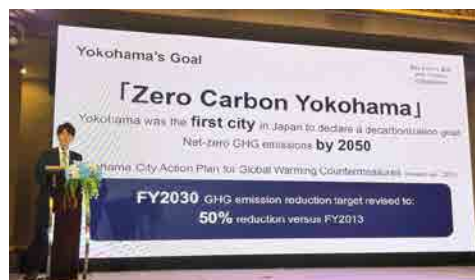 Yokohama's Goal
「Zero Carbon Yokohama」
Yokohama was the first city in Japan to declare a decarbonization goal
Net-zero GHG emissions by 2050
Yokohama City Action Plan for Global Warming Countermeasures
FY2030 GHG emission reduction target revised to:
50% reduction versus FY2013